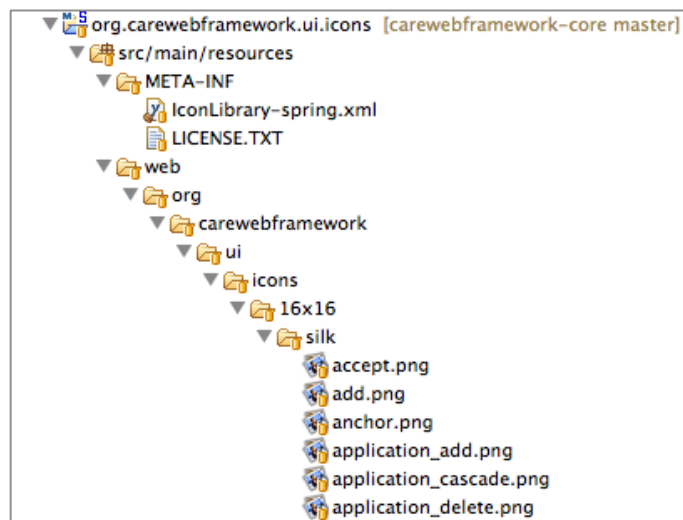 org.carewebframework.ui.icons [carewebframework-core master]
src/main/resources
META-INF
IconLibrary-spring.xml
LICENSE.TXT
web
org
carewebframework
ui
icons
16x16
silk
accept.png
add.png
anchor.png
application_add.png
application_cascade.png
application_delete.png